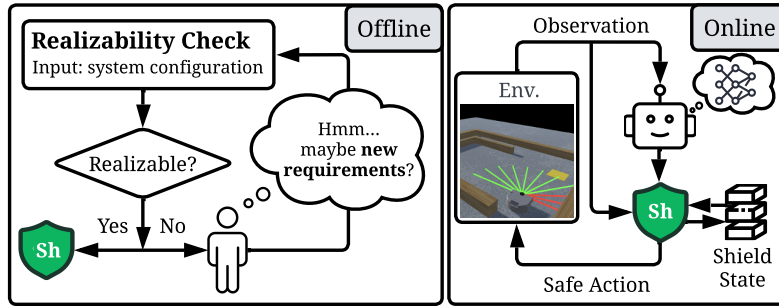 Offline
Realizability Check
Input: system configuration
Hmm...
maybe new
requirements?
Realizable?
Yes
No
Sh
Online
Observation
Env.
Sh
Shield
State
Safe Action